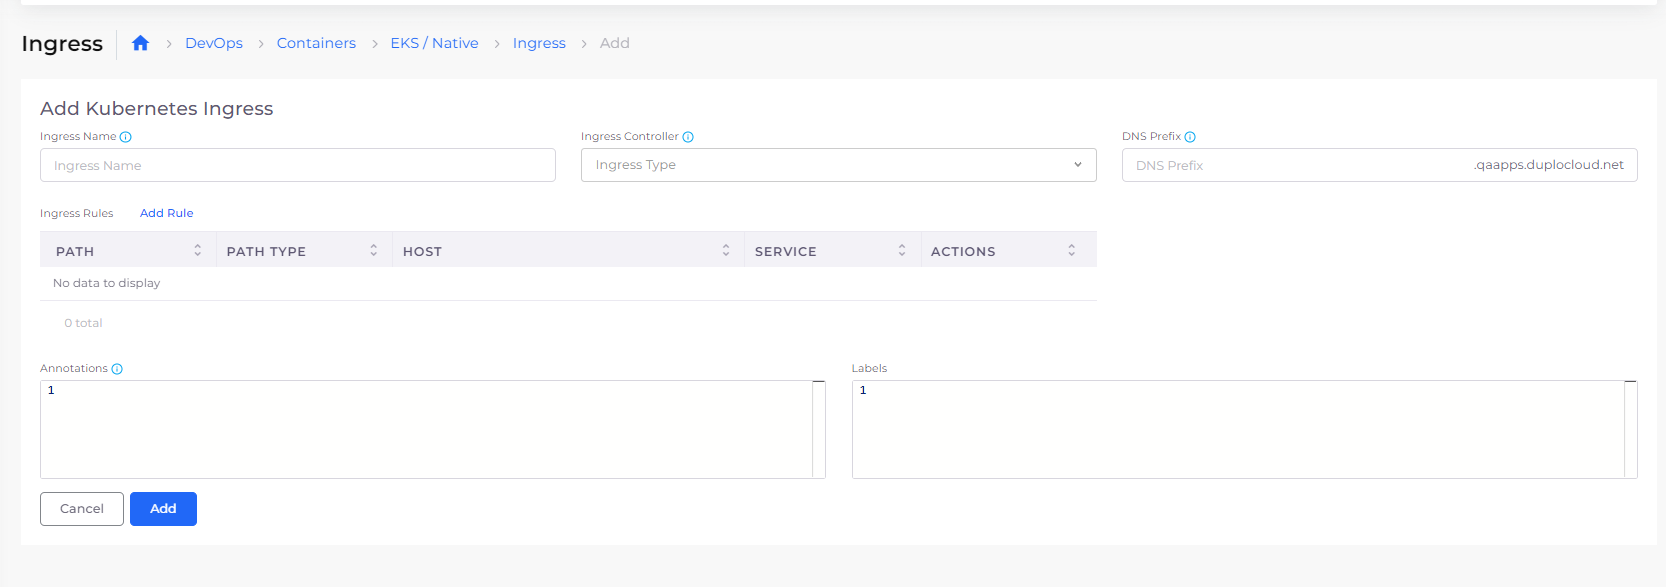 Ingress DevOps Containers EKS / Native Ingress Add
Add Kubernetes Ingress
Ingress Name Ingress Controller DNS Prefix
Ingress Name Ingress Type DNS Prefix .qaapps.duplocloud.net
Ingress Rules Add Rule
PATH PATH TYPE HOST SERVICE ACTIONS
No data to display
0 total
Annotations Labels
1 1
Cancel Add